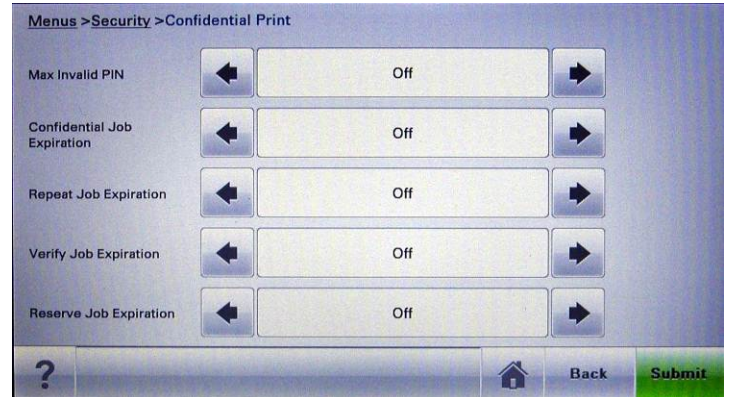 Menus >Security >Confidential Print
Max Invalid PIN
Off
Confidential Job
Expiration
Off
Repeat Job Expiration
Off
Verify Job Expiration
Off
Reserve Job Expiration
Off
?
Back
Submit